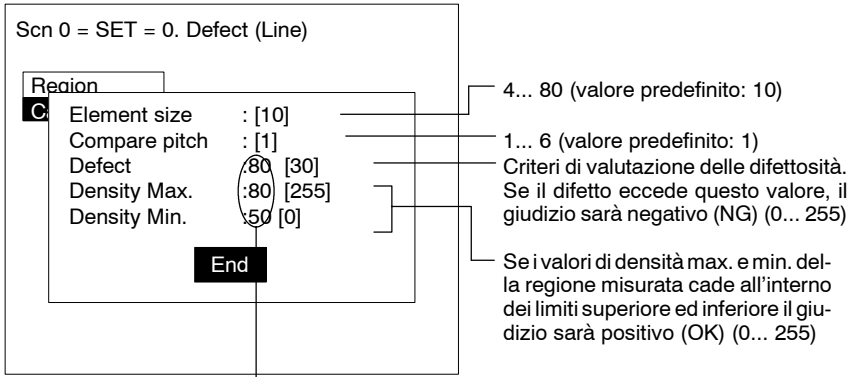 Scn 0 = SET = 0. Defect (Line)
Region
Element size : [10]
Compare pitch : [1]
Defect :80 [30]
Density Max. :80 [255]
Density Min. :50 [0]
End
4... 80 (valore predefinito: 10)
1... 6 (valore predefinito: 1)
Criteri di valutazione delle difettosità.
Se il difetto eccede questo valore, il
giudizio sarà negativo (NG) (0... 255)
Se i valori di densità max. e min. del-
la regione misurata cade all'interno
dei limiti superiore ed inferiore il giu-
dizio sarà positivo (OK) (0... 255)